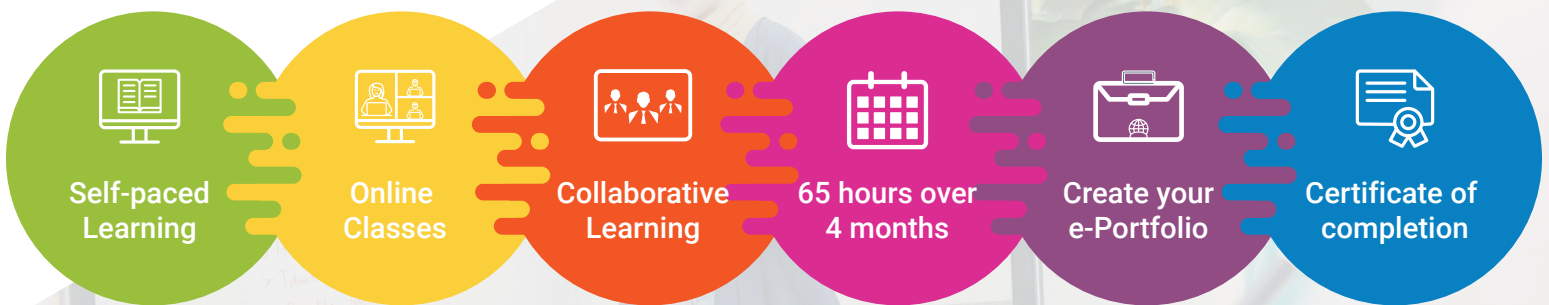 Self-paced
Learning
Online
Classes
Collaborative
Learning
65 hours over
4 months
Create your
e-Portfolio
Certificate of
completion